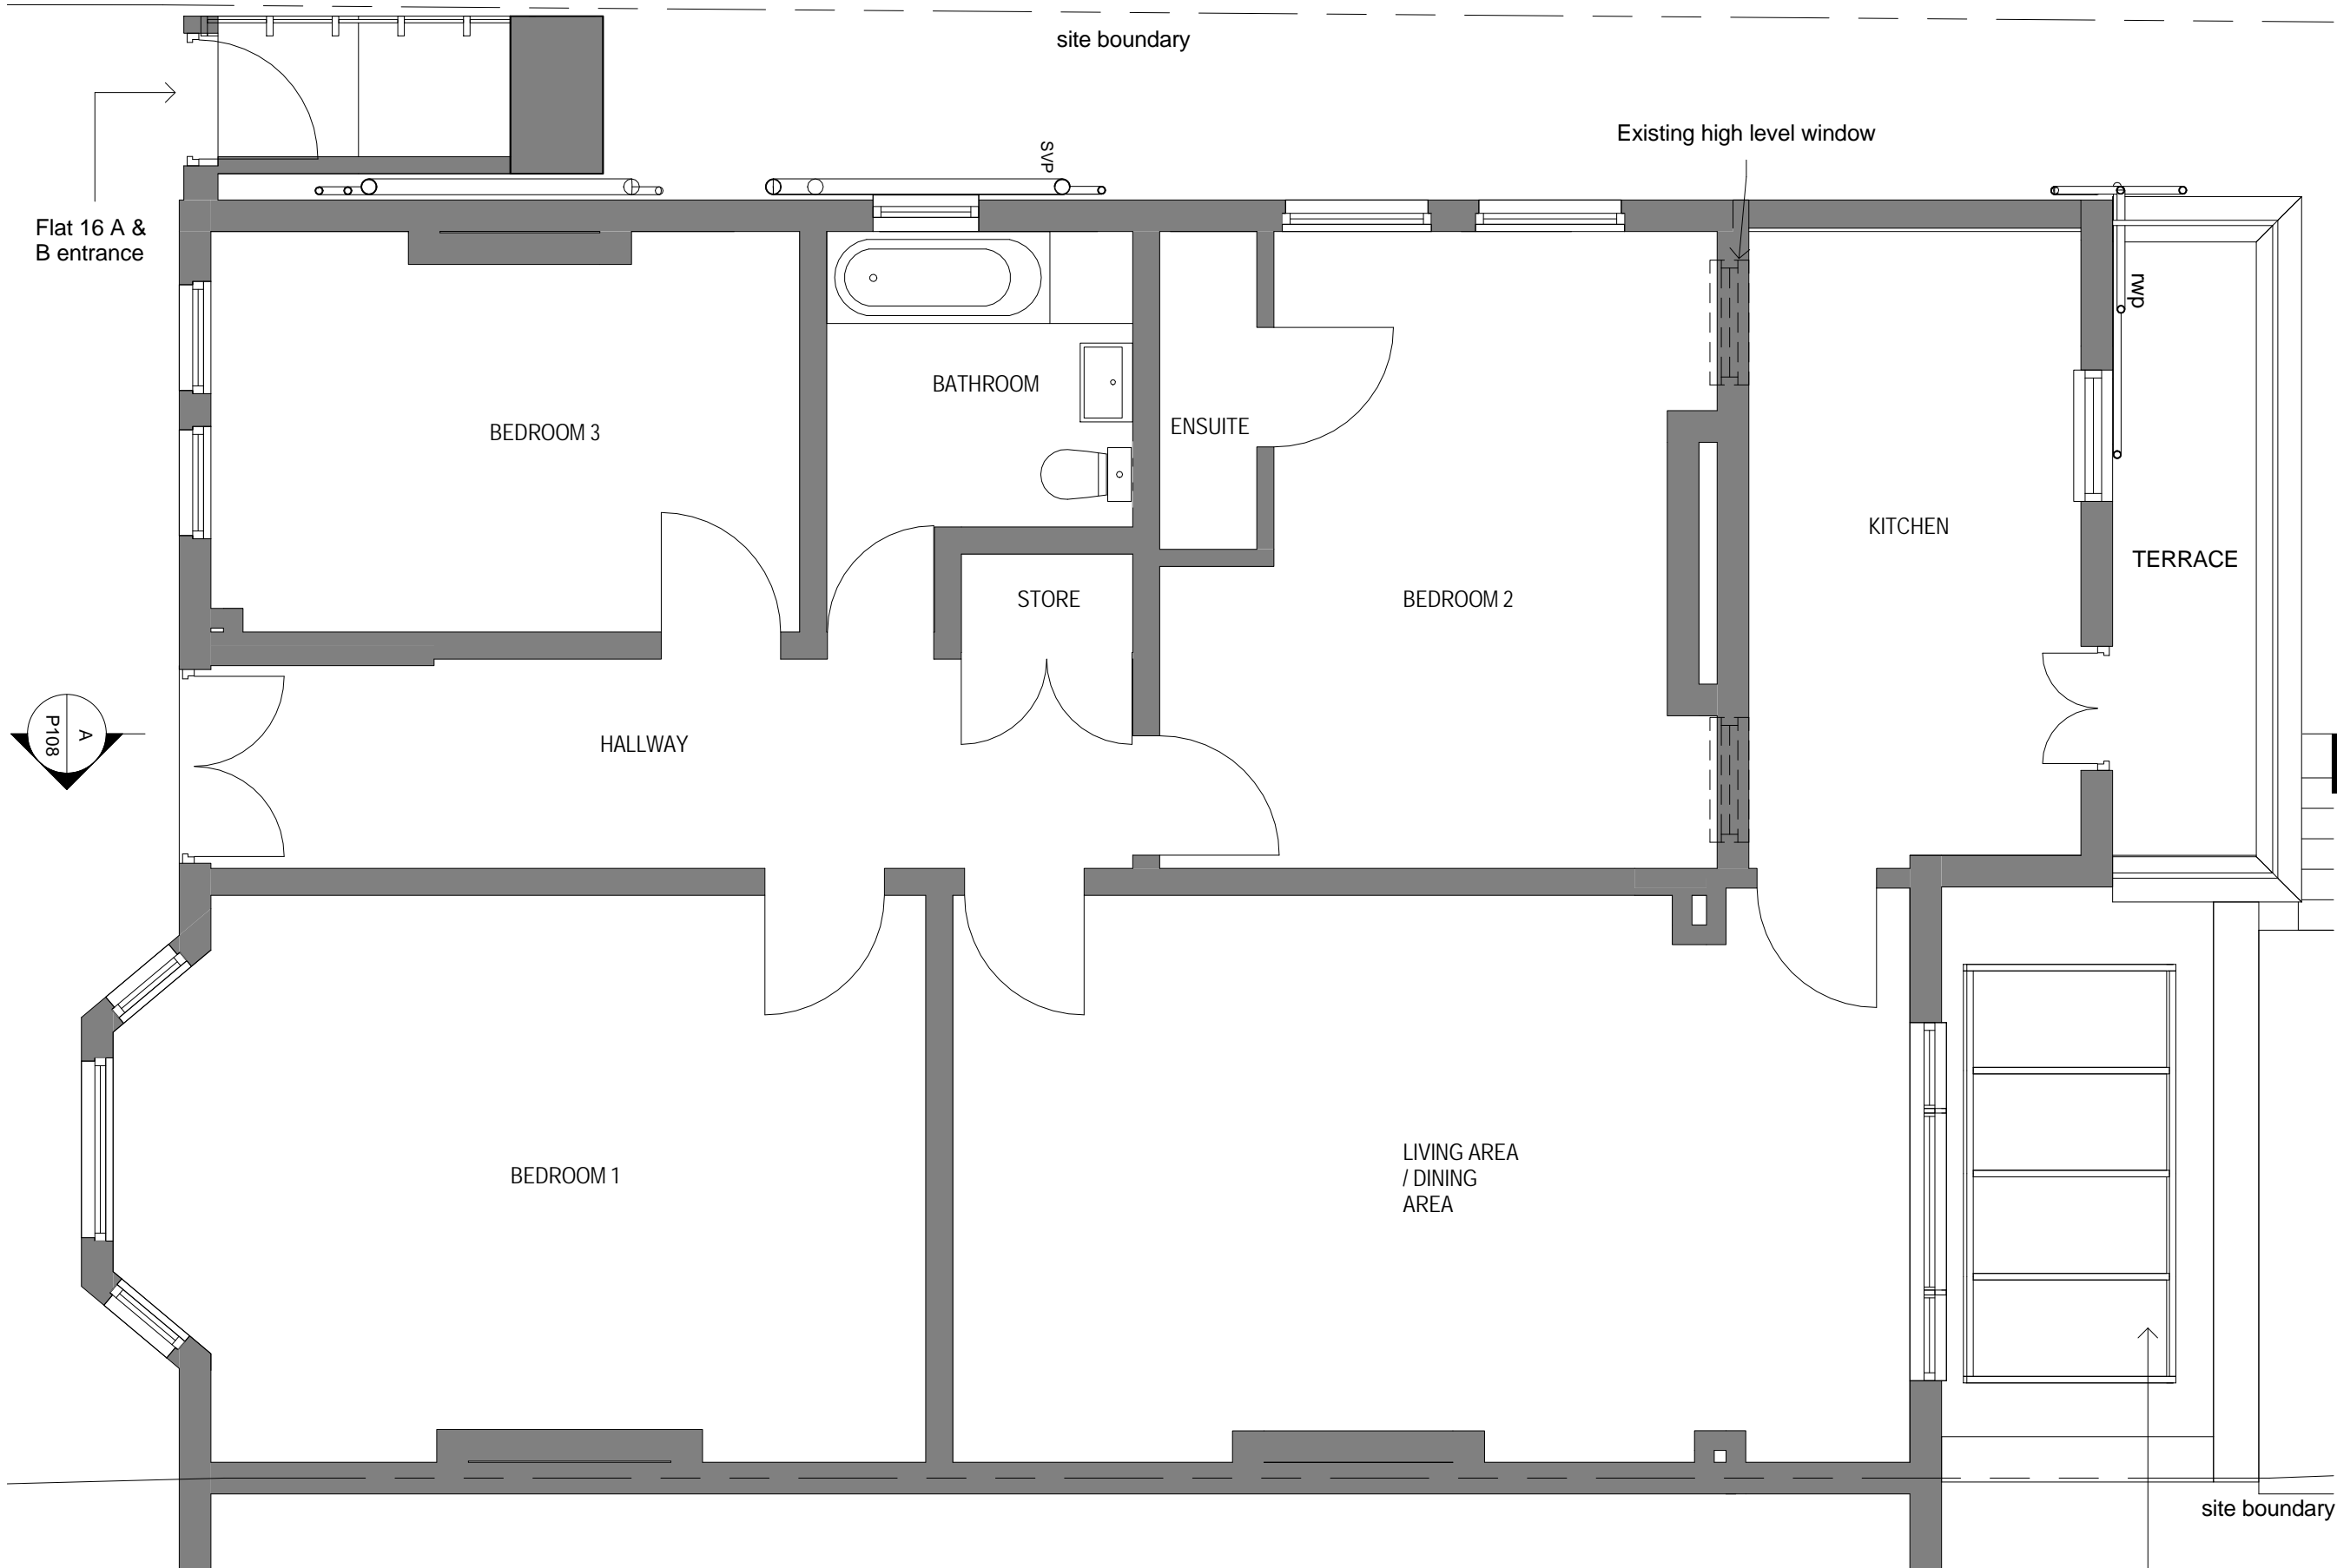 site boundary
Existing high level window
SVP
Flat 16 A &
B entrance
rwp
BATHROOM
ENSUITE
BEDROOM 3
KITCHEN
TERRACE
STORE
BEDROOM 2
A
P108
HALLWAY
LIVING AREA
/ DINING
AREA
BEDROOM 1
site boundary